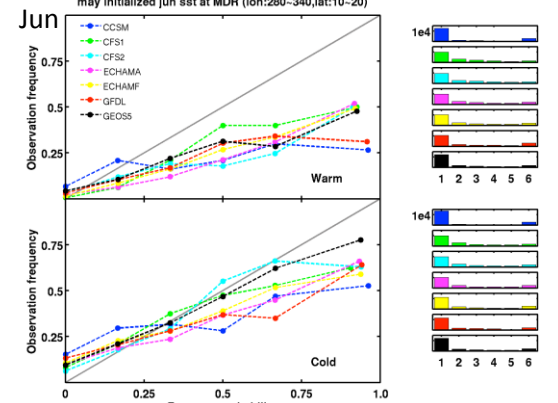 may initialized jun sst at MDR (lon:280~340,lat:10~20)
Jun
CCSM
CFS1
CFS2
ECHAMA
ECHAMF
GFDL
GEOS5
0.75
0.5
0.25
Observation frequency
Warm
1e4
1 2 3 4 5 6
0.75
0.5
0.25
Observation frequency
Cold
0 0.25 0.5 0.75 1.0
1e4
1 2 3 4 5 6